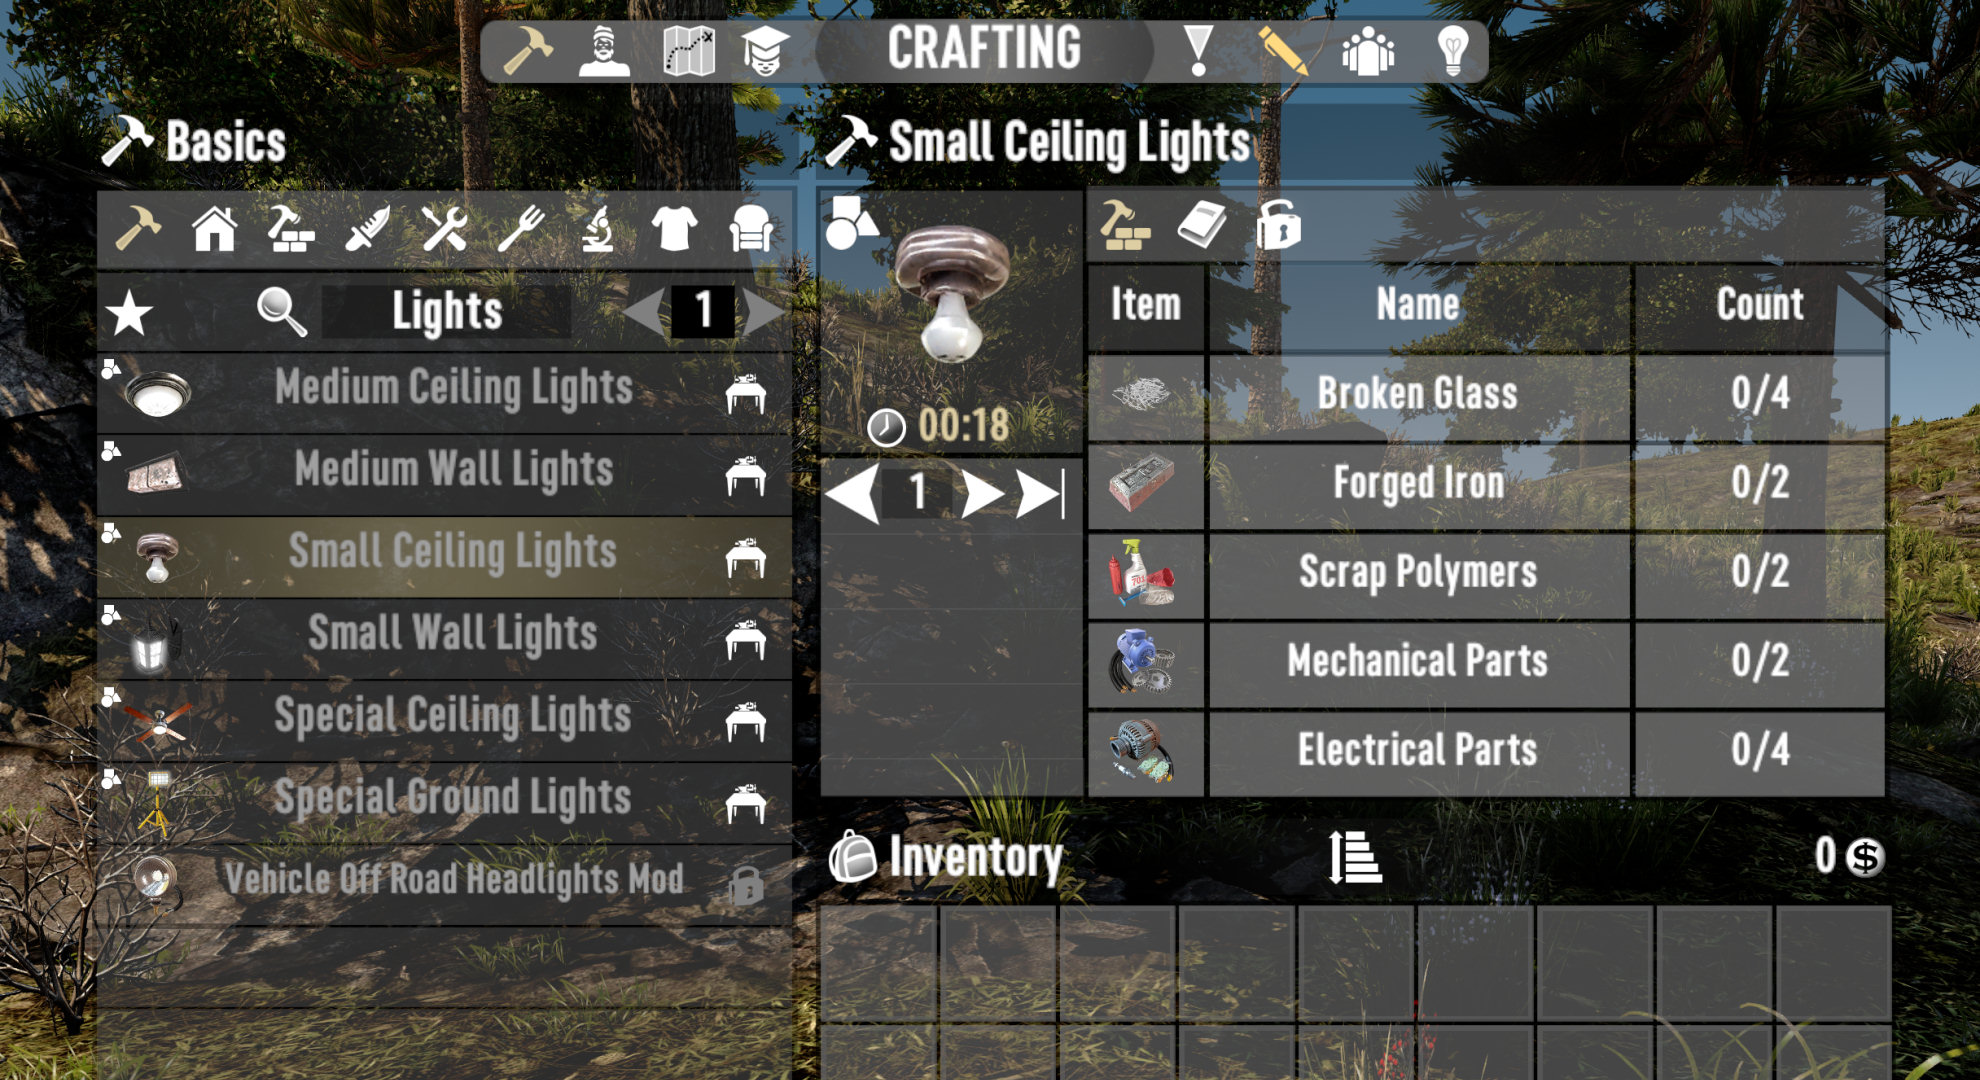 CRAFTING
Basics
Lights
1
Medium Ceiling Lights
Medium Wall Lights
Small Ceiling Lights
Small Wall Lights
Special Ceiling Lights
Special Ground Lights
Vehicle Off Road Headlights Mod
Small Ceiling Lights
00:18
1
Item Name Count
Broken Glass 0/4
Forged Iron 0/2
Scrap Polymers 0/2
Mechanical Parts 0/2
Electrical Parts 0/4
Inventory
0